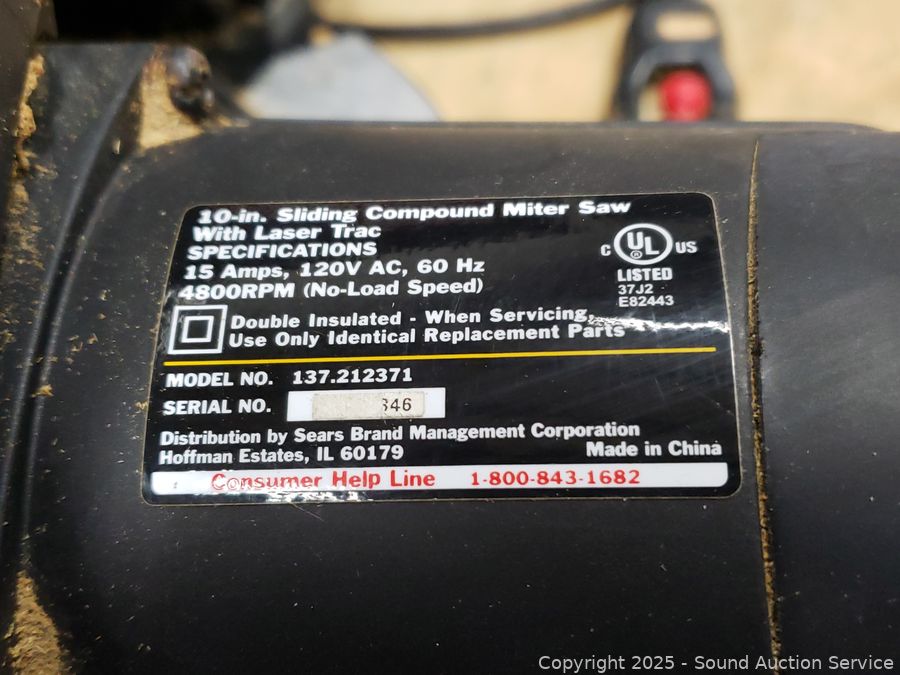 10-in. Sliding Compound Miter Saw
With Laser Trac
SPECIFICATIONS
15 Amps, 120V AC, 60 Hz
4800RPM (No-Load Speed)
C UL ® US
LISTED
37J2
E82443
Double Insulated - When Servicing,
Use Only Identical Replacement Parts
MODEL NO. 137.212371
SERIAL NO. 46
Distribution by Sears Brand Management Corporation
Hoffman Estates, IL 60179 Made in China
Consumer Help Line 1-800-843-1682
Copyright © 2025 - Sound Auction Service